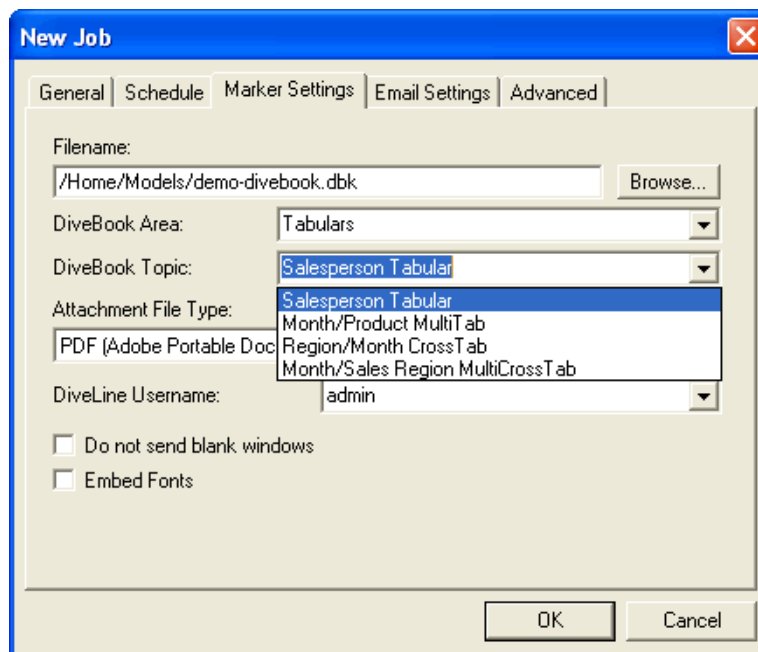 New Job
General Schedule Marker Settings Email Settings Advanced
Filename:
/Home/Models/demo-divebook.dbk Browse...
DiveBook Area: Tabulars
DiveBook Topic: Salesperson Tabular
Salesperson Tabular
Attachment File Type: Month/Product MultiTab
PDF (Adobe Portable Doc Region/Month CrossTab
Month/Sales Region MultiCrossTab
DiveLine Username: admin
Do not send blank windows
Embed Fonts
OK Cancel